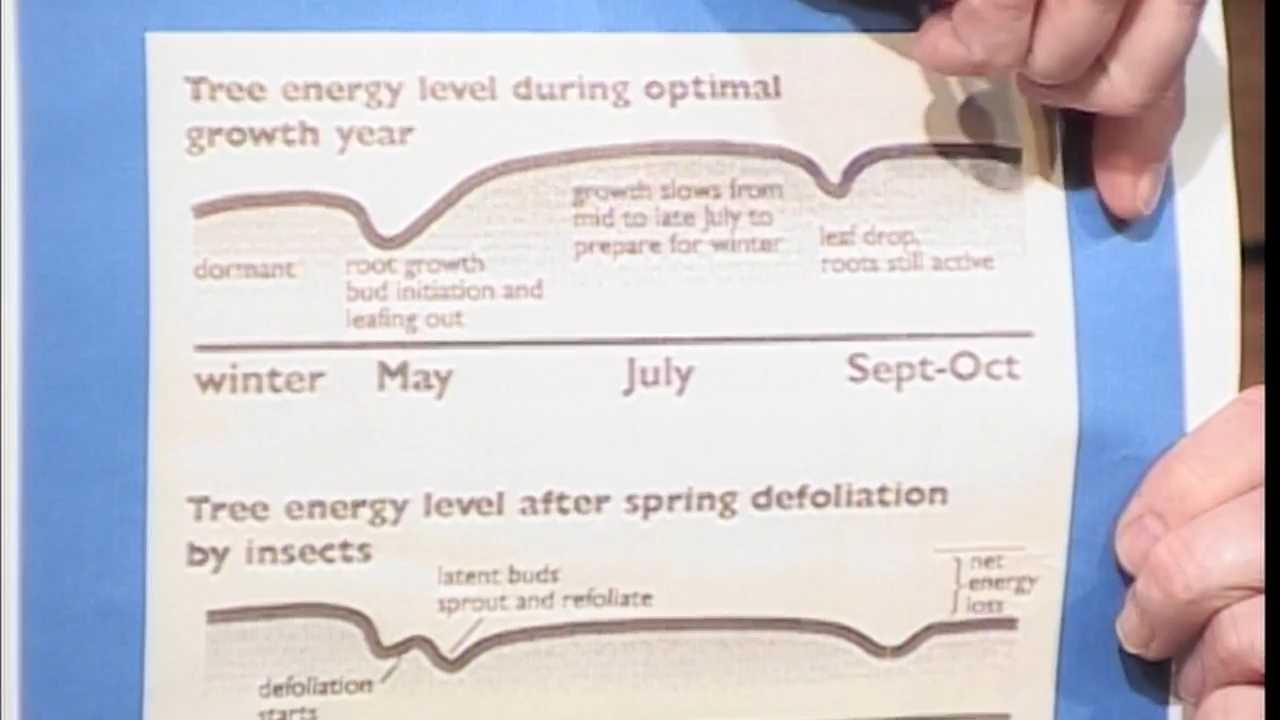 Tree energy level during optimal
growth year
growth slows from
mid to late July to
prepare for winter
leaf drop,
roots still active
dormant
root growth
bud initiation and
leafing out
winter May July Sept-Oct
Tree energy level after spring defoliation
by insects
latent buds
sprout and refoliate
net
energy
loss
defoliation
starts